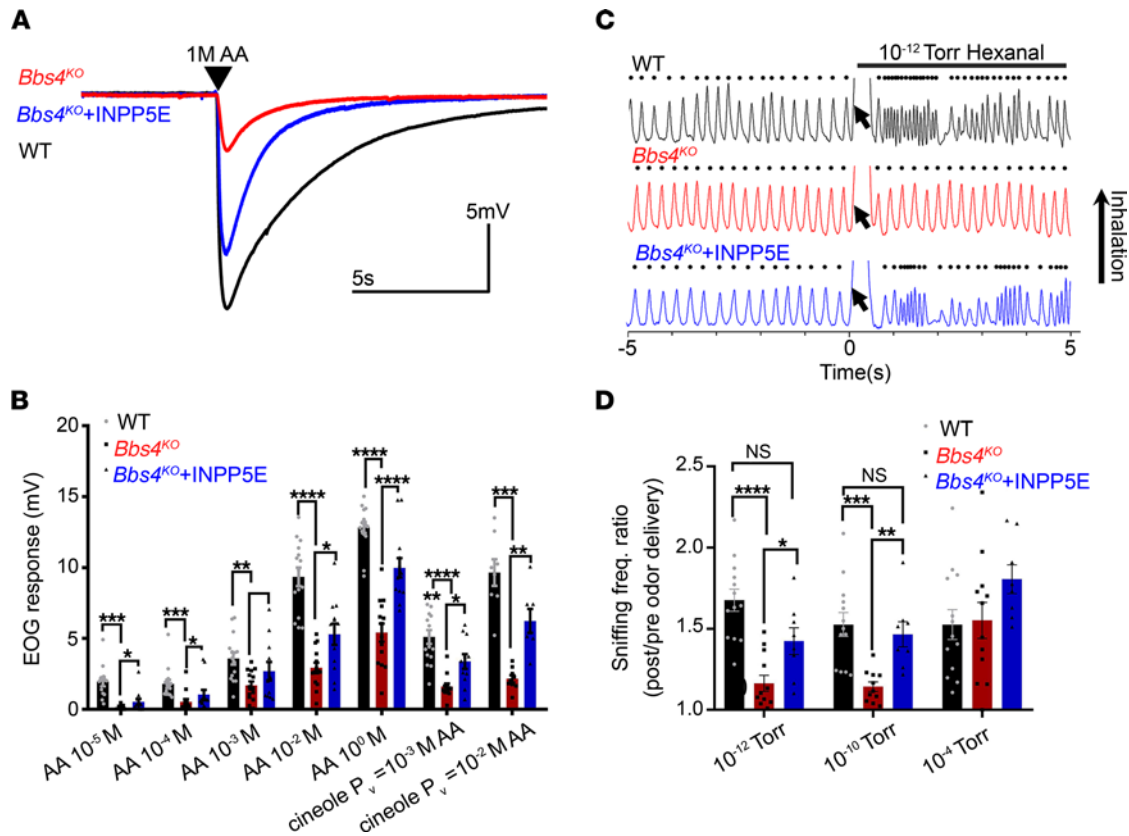 A
1M AA
Bbs4KO
Bbs4KO+INPP5E
WT
5mV
5s
C
10-12 Torr Hexanal
WT
Bbs4KO
Bbs4KO+INPP5E
Inhalation
-5 0 5
Time(s)
B
WT
Bbs4KO
Bbs4KO+INPP5E
EOG response (mV)
20
15
10
5
0
*** * *** * ** **** * **** **** **** ** * *** **
AA 10-5 M
AA 10-4 M
AA 10-3 M
AA 10-2 M
AA 100 M
cineole Pv =10-3 M AA
cineole Pv =10-2 M AA
D
WT
Bbs4KO
Bbs4KO+INPP5E
Sniffing freq. ratio
(post/pre odor delivery)
2.5
2.0
1.5
1.0
NS
****
*
NS
***
**
10-12 Torr
10-10 Torr
10-4 Torr